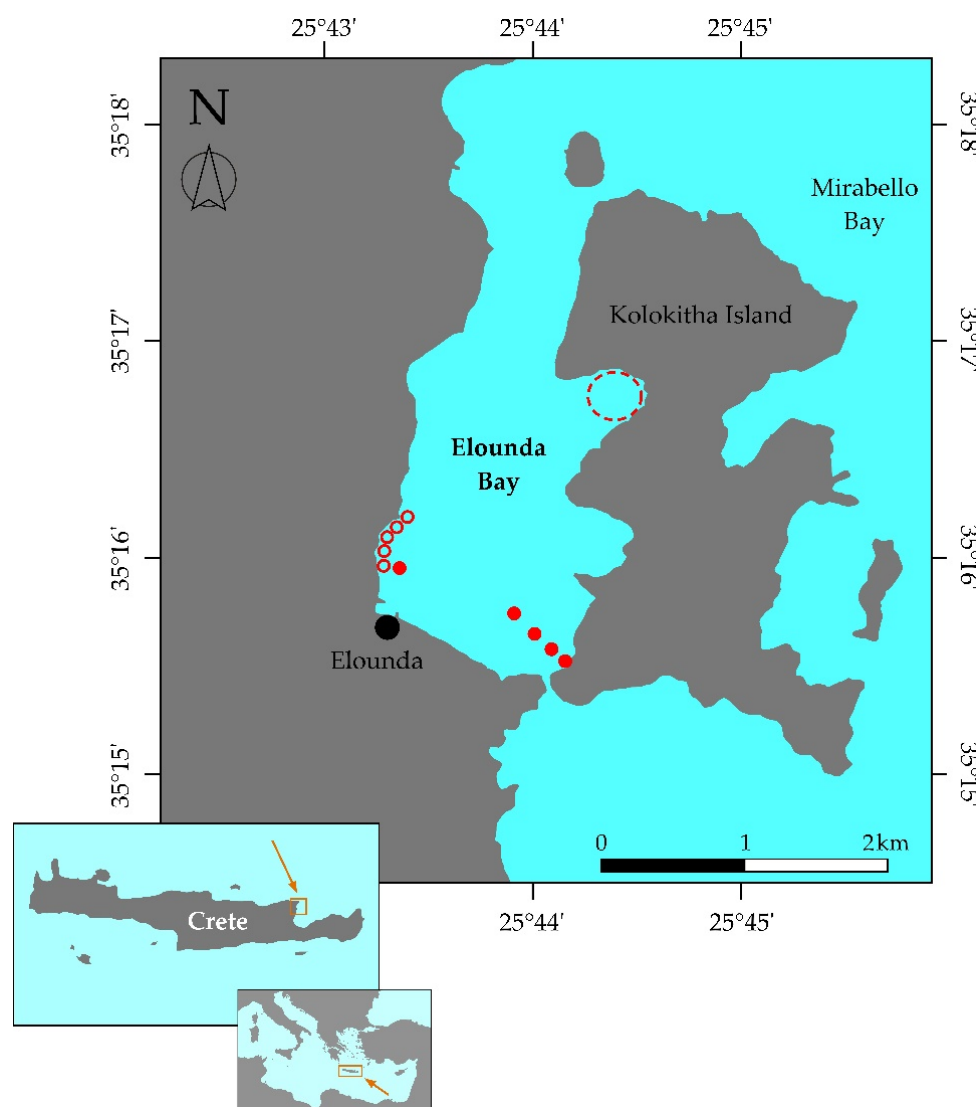 25°43' 25°44' 25°45'
N
35°18' 35°18'
Mirabello
Bay
Kolokitha Island
35°17' 35°17'
Elounda
Bay
35°16' 35°16'
Elounda
35°15' 35°15'
0 1 2km
25°44' 25°45'
Crete